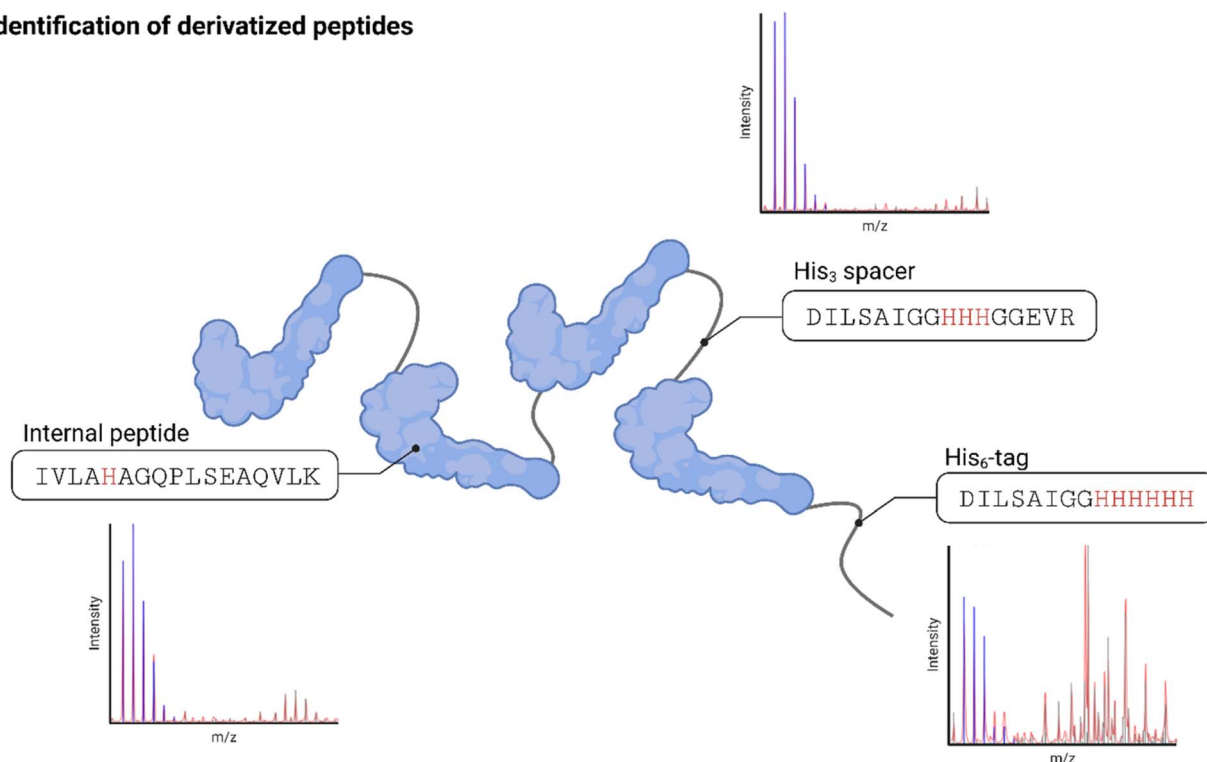 dentification of derivatized peptides
Intensity
m/z
His₃ spacer
DILSAIGGHHHGGEVR
Internal peptide
IVLAHAGQPLSEAQVLK
His₆-tag
DILSAIGGHHHHHH
Intensity
m/z
Intensity
m/z